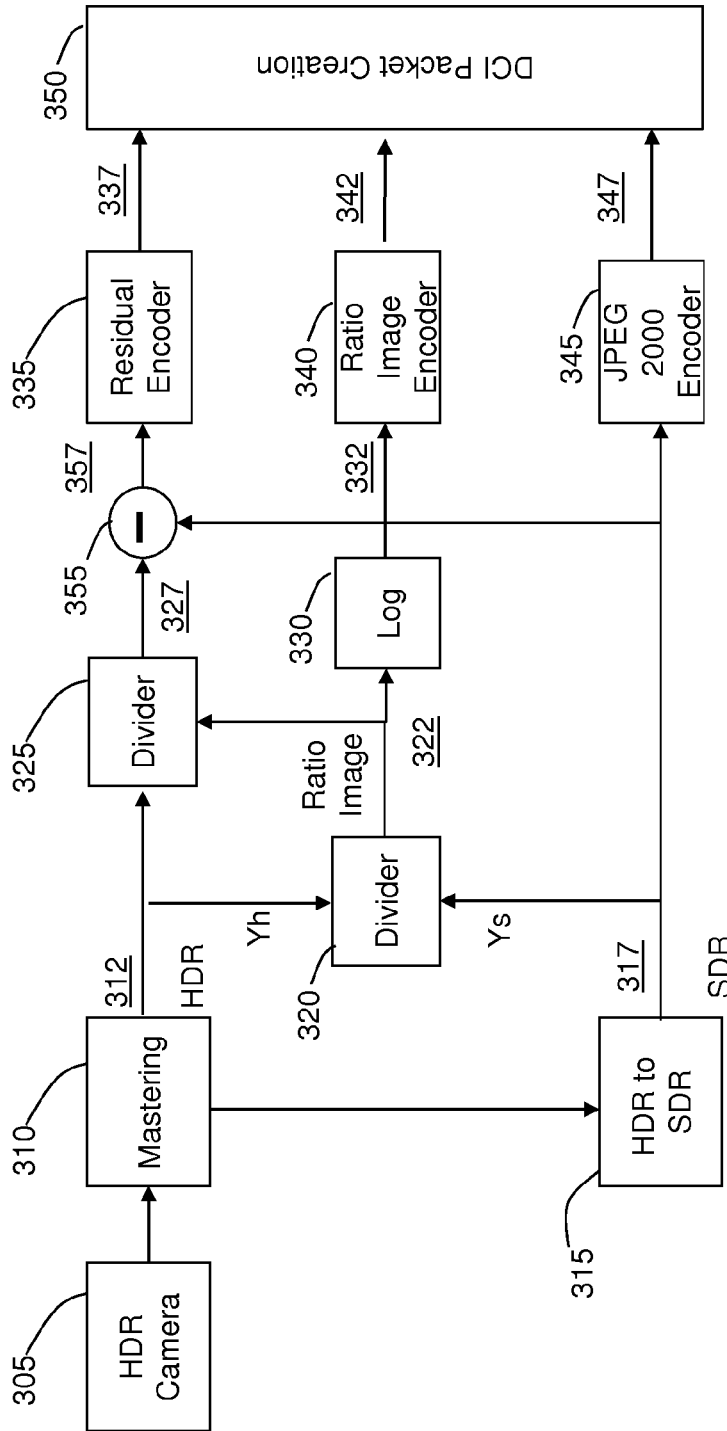 305
HDR
Camera
310
Mastering
312
HDR
315
HDR to
SDR
317
SDR
Yh
Ys
320
Divider
Ratio
Image
322
325
Divider
327
330
Log
332
355
–
357
335
Residual
Encoder
337
340
Ratio
Image
Encoder
342
345
JPEG
2000
Encoder
347
350
DCI Packet Creation